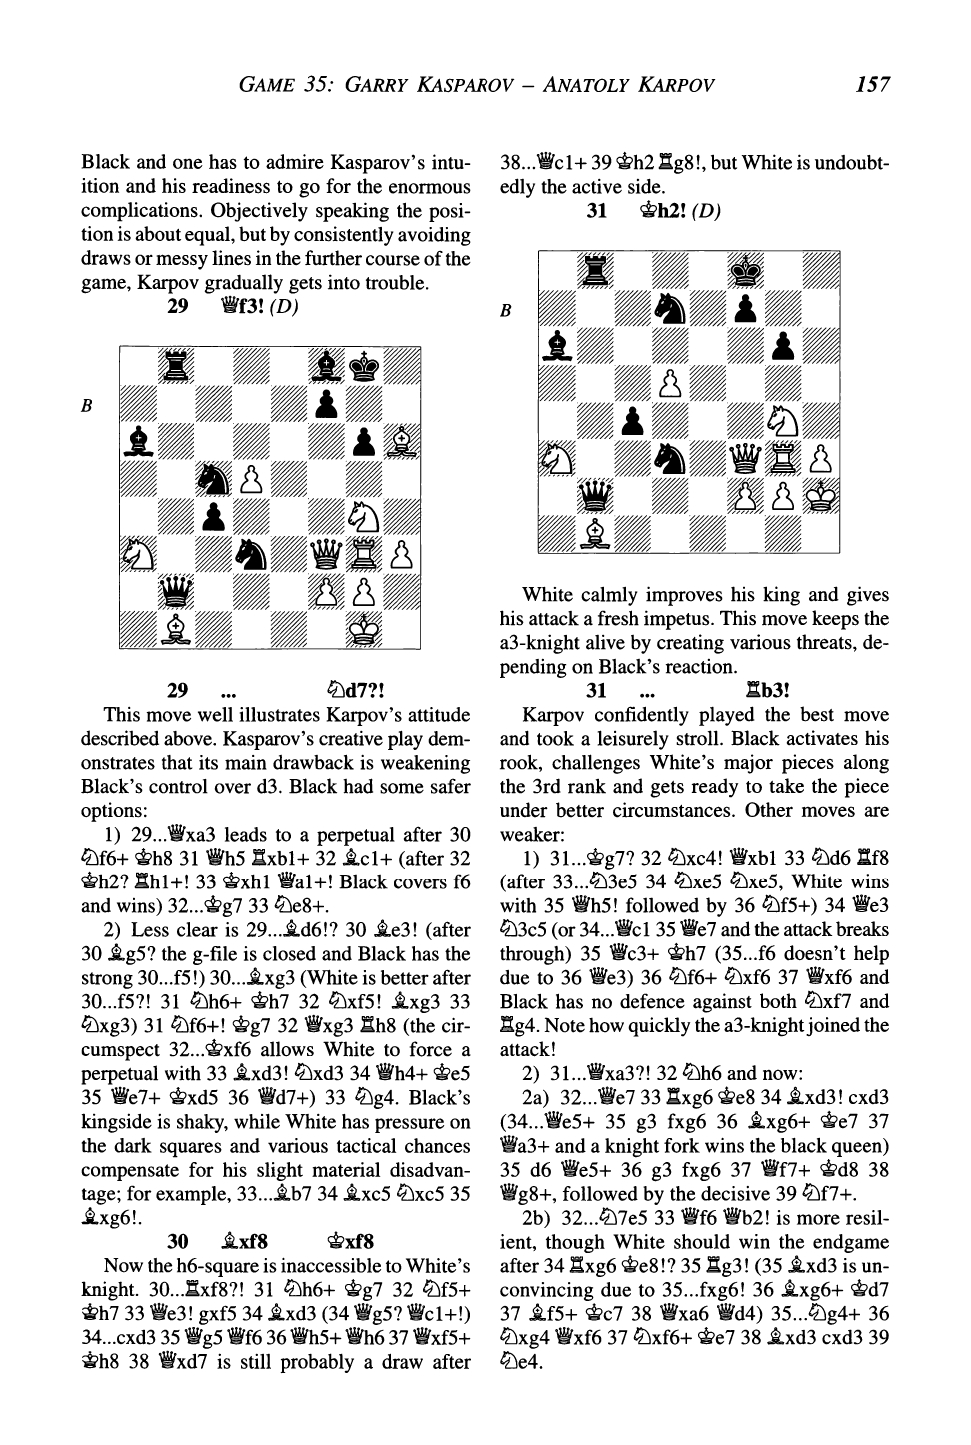 GAME 35: GARRY KASPAROV – ANATOLY KARPOV 157
Black and one has to admire Kasparov's intu-
ition and his readiness to go for the enormous
complications. Objectively speaking the posi-
tion is about equal, but by consistently avoiding
draws or messy lines in the further course of the
game, Karpov gradually gets into trouble.
29 ♕f3! (D)
B
29 ... ♘d7?!
This move well illustrates Karpov's attitude
described above. Kasparov's creative play dem-
onstrates that its main drawback is weakening
Black's control over d3. Black had some safer
options:
1) 29...♕xa3 leads to a perpetual after 30
♘f6+ ♔h8 31 ♕h5 ♖xb1+ 32 ♗c1+ (after 32
♔h2? ♖h1+! 33 ♔xh1 ♕a1+! Black covers f6
and wins) 32...♔g7 33 ♘e8+.
2) Less clear is 29...♗d6!? 30 ♗e3! (after
30 ♗g5? the g-file is closed and Black has the
strong 30...f5!) 30...♗xg3 (White is better after
30...f5?! 31 ♘h6+ ♔h7 32 ♘xf5! ♗xg3 33
♘xg3) 31 ♘f6+! ♔g7 32 ♕xg3 ♖h8 (the cir-
cumspect 32...♔xf6 allows White to force a
perpetual with 33 ♗xd3! ♘xd3 34 ♕h4+ ♔e5
35 ♕e7+ ♔xd5 36 ♕d7+) 33 ♘g4. Black's
kingside is shaky, while White has pressure on
the dark squares and various tactical chances
compensate for his slight material disadvan-
tage; for example, 33...♗b7 34 ♗xc5 ♘xc5 35
♗xg6!.
30 ♗xf8 ♔xf8
Now the h6-square is inaccessible to White's
knight. 30...♖xf8?! 31 ♘h6+ ♔g7 32 ♘f5+
♔h7 33 ♕e3! gxf5 34 ♗xd3 (34 ♕g5? ♕c1+!)
34...cxd3 35 ♕g5 ♕f6 36 ♕h5+ ♕h6 37 ♕xf5+
♔h8 38 ♕xd7 is still probably a draw after
38...♕c1+ 39 ♔h2 ♖g8!, but White is undoubt-
edly the active side.
31 ♔h2! (D)
B
White calmly improves his king and gives
his attack a fresh impetus. This move keeps the
a3-knight alive by creating various threats, de-
pending on Black's reaction.
31 ... ♖b3!
Karpov confidently played the best move
and took a leisurely stroll. Black activates his
rook, challenges White's major pieces along
the 3rd rank and gets ready to take the piece
under better circumstances. Other moves are
weaker:
1) 31...♔g7? 32 ♘xc4! ♕xb1 33 ♘d6 ♖f8
(after 33...♘3e5 34 ♘xe5 ♘xe5, White wins
with 35 ♕h5! followed by 36 ♘f5+) 34 ♕e3
♘3c5 (or 34...♕c1 35 ♕e7 and the attack breaks
through) 35 ♕c3+ ♔h7 (35...f6 doesn't help
due to 36 ♕e3) 36 ♘f6+ ♘xf6 37 ♕xf6 and
Black has no defence against both ♘xf7 and
♖g4. Note how quickly the a3-knight joined the
attack!
2) 31...♕xa3?! 32 ♘h6 and now:
2a) 32...♕e7 33 ♖xg6 ♔e8 34 ♗xd3! cxd3
(34...♕e5+ 35 g3 fxg6 36 ♗xg6+ ♔e7 37
♕a3+ and a knight fork wins the black queen)
35 d6 ♕e5+ 36 g3 fxg6 37 ♕f7+ ♔d8 38
♕g8+, followed by the decisive 39 ♘f7+.
2b) 32...♘7e5 33 ♕f6 ♕b2! is more resil-
ient, though White should win the endgame
after 34 ♖xg6 ♔e8!? 35 ♖g3! (35 ♗xd3 is un-
convincing due to 35...fxg6! 36 ♗xg6+ ♔d7
37 ♗f5+ ♔c7 38 ♕xa6 ♕d4) 35...♘g4+ 36
♘xg4 ♕xf6 37 ♘xf6+ ♔e7 38 ♗xd3 cxd3 39
♘e4.